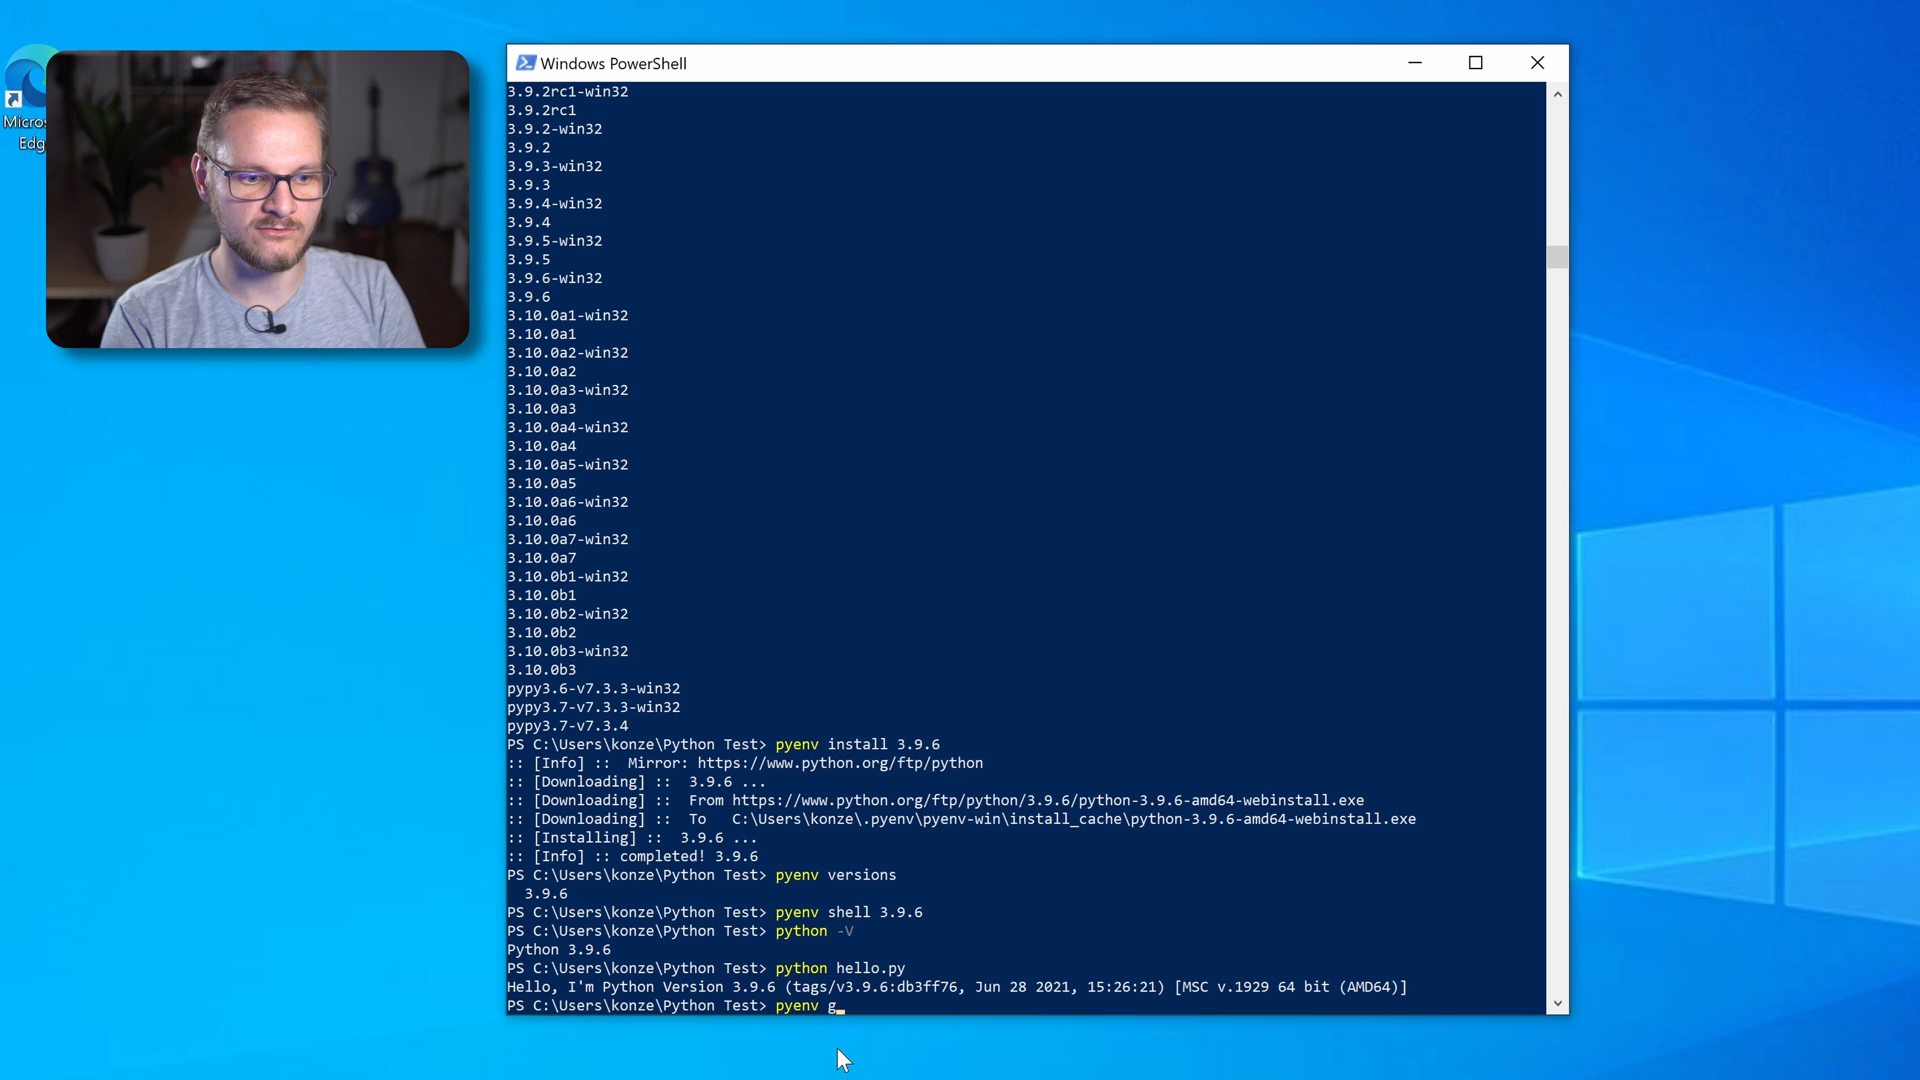 Micros
Edg
Windows PowerShell
3.9.2rc1-win32
3.9.2rc1
3.9.2-win32
3.9.2
3.9.3-win32
3.9.3
3.9.4-win32
3.9.4
3.9.5-win32
3.9.5
3.9.6-win32
3.9.6
3.10.0a1-win32
3.10.0a1
3.10.0a2-win32
3.10.0a2
3.10.0a3-win32
3.10.0a3
3.10.0a4-win32
3.10.0a4
3.10.0a5-win32
3.10.0a5
3.10.0a6-win32
3.10.0a6
3.10.0a7-win32
3.10.0a7
3.10.0b1-win32
3.10.0b1
3.10.0b2-win32
3.10.0b2
3.10.0b3-win32
3.10.0b3
pypy3.6-v7.3.3-win32
pypy3.7-v7.3.3-win32
pypy3.7-v7.3.4
PS C:\Users\konze\Python Test> pyenv install 3.9.6
:: [Info] ::  Mirror: https://www.python.org/ftp/python
:: [Downloading] ::  3.9.6 ...
:: [Downloading] ::  From https://www.python.org/ftp/python/3.9.6/python-3.9.6-amd64-webinstall.exe
:: [Downloading] ::  To   C:\Users\konze\.pyenv\pyenv-win\install_cache\python-3.9.6-amd64-webinstall.exe
:: [Installing] ::  3.9.6 ...
:: [Info] :: completed! 3.9.6
PS C:\Users\konze\Python Test> pyenv versions
  3.9.6
PS C:\Users\konze\Python Test> pyenv shell 3.9.6
PS C:\Users\konze\Python Test> python -V
Python 3.9.6
PS C:\Users\konze\Python Test> python hello.py
Hello, I'm Python Version 3.9.6 (tags/v3.9.6:db3ff76, Jun 28 2021, 15:26:21) [MSC v.1929 64 bit (AMD64)]
PS C:\Users\konze\Python Test> pyenv g_